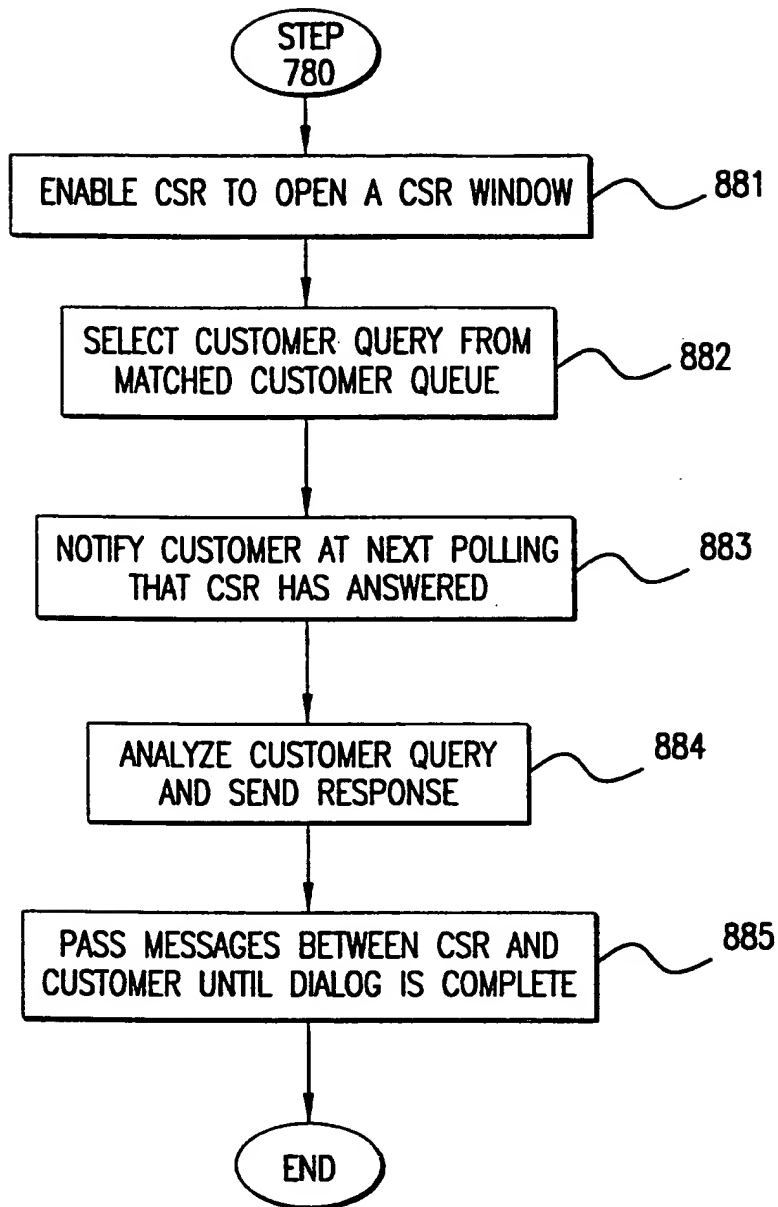 STEP
780
ENABLE CSR TO OPEN A CSR WINDOW
881
SELECT CUSTOMER QUERY FROM
MATCHED CUSTOMER QUEUE
882
NOTIFY CUSTOMER AT NEXT POLLING
THAT CSR HAS ANSWERED
883
ANALYZE CUSTOMER QUERY
AND SEND RESPONSE
884
PASS MESSAGES BETWEEN CSR AND
CUSTOMER UNTIL DIALOG IS COMPLETE
885
END